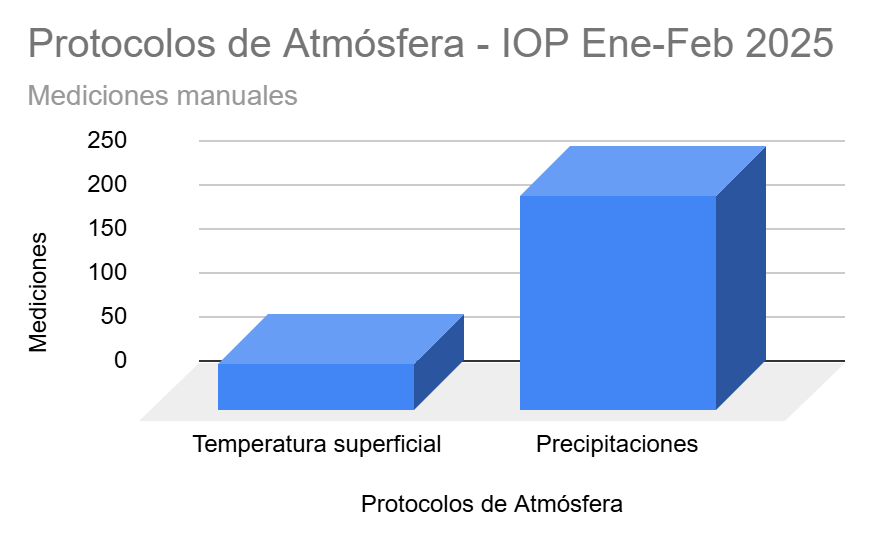 Protocolos de Atmósfera - IOP Ene-Feb 2025
Mediciones manuales
250
200
150
100
50
0
Mediciones
Temperatura superficial
Precipitaciones
Protocolos de Atmósfera